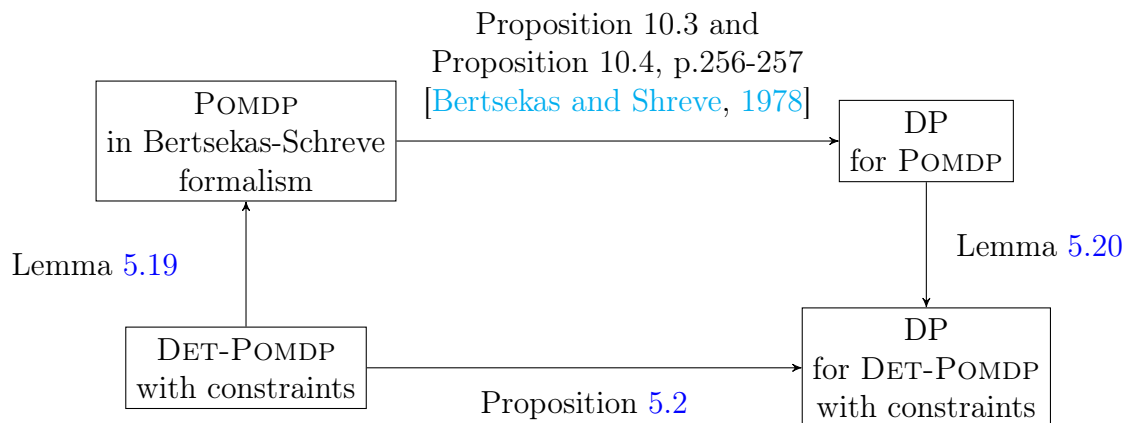 Proposition 10.3 and
Proposition 10.4, p.256-257
[Bertsekas and Shreve, 1978]
POMDP
in Bertsekas-Schreve
formalism
DP
for POMDP
Lemma 5.19
Lemma 5.20
DET-POMDP
with constraints
Proposition 5.2
DP
for DET-POMDP
with constraints